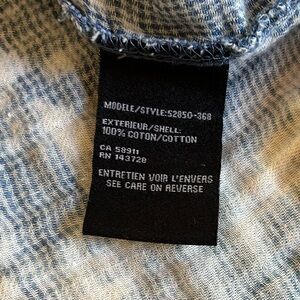 MODELE/STYLE:52850-368
EXTERIEUR/SHELL:
100% COTON/COTTON
CA 58911
RN 143728
ENTRETIEN VOIR L'ENVERS
SEE CARE ON REVERSE